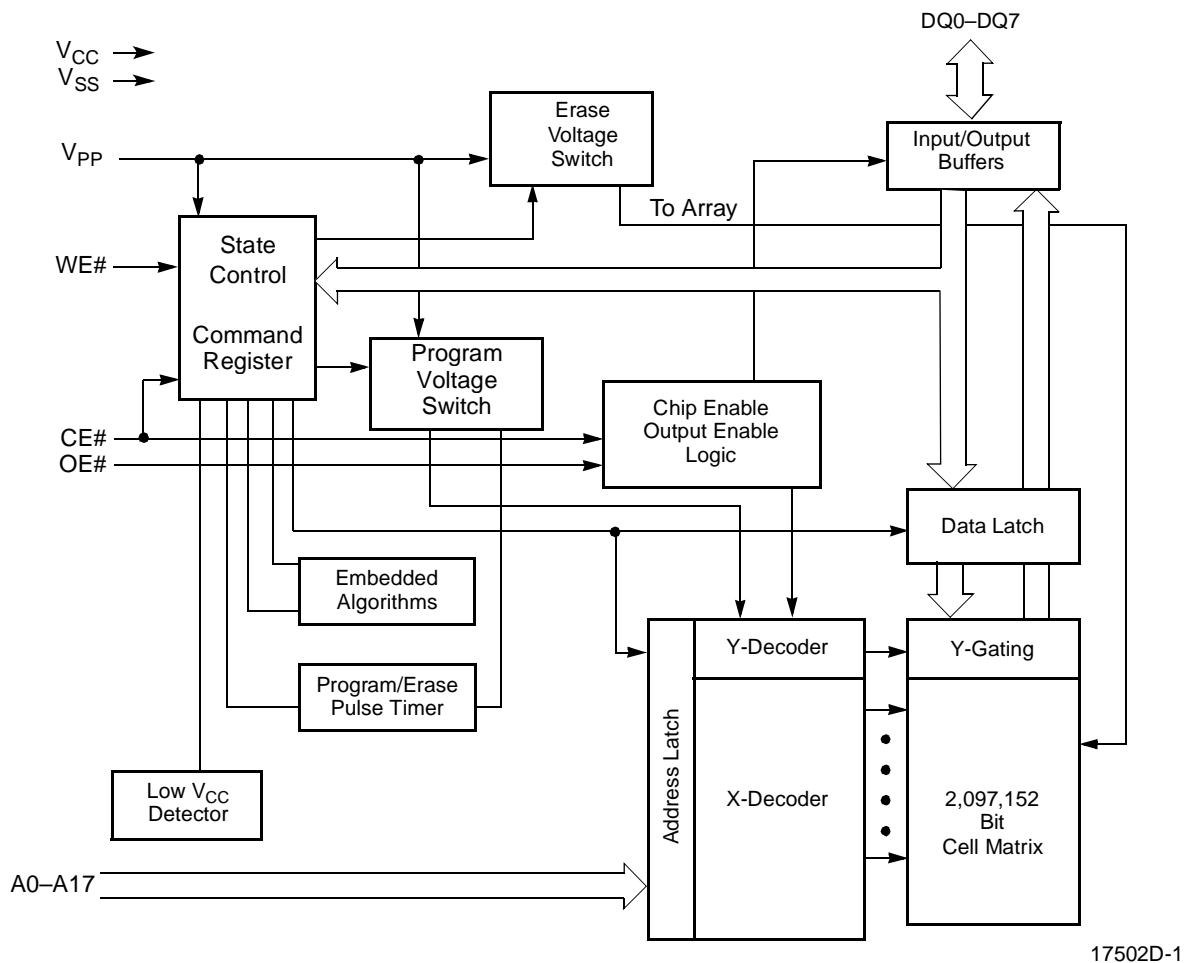 DQ0–DQ7
VCC
VSS
Erase
Voltage
Switch
Input/Output
Buffers
VPP
To Array
State
Control
WE#
Command
Register
Program
Voltage
Switch
Chip Enable
Output Enable
Logic
CE#
OE#
Data Latch
Embedded
Algorithms
Y-Decoder
Y-Gating
Program/Erase
Pulse Timer
Address Latch
Low VCC
Detector
X-Decoder
2,097,152
Bit
Cell Matrix
A0–A17
17502D-1